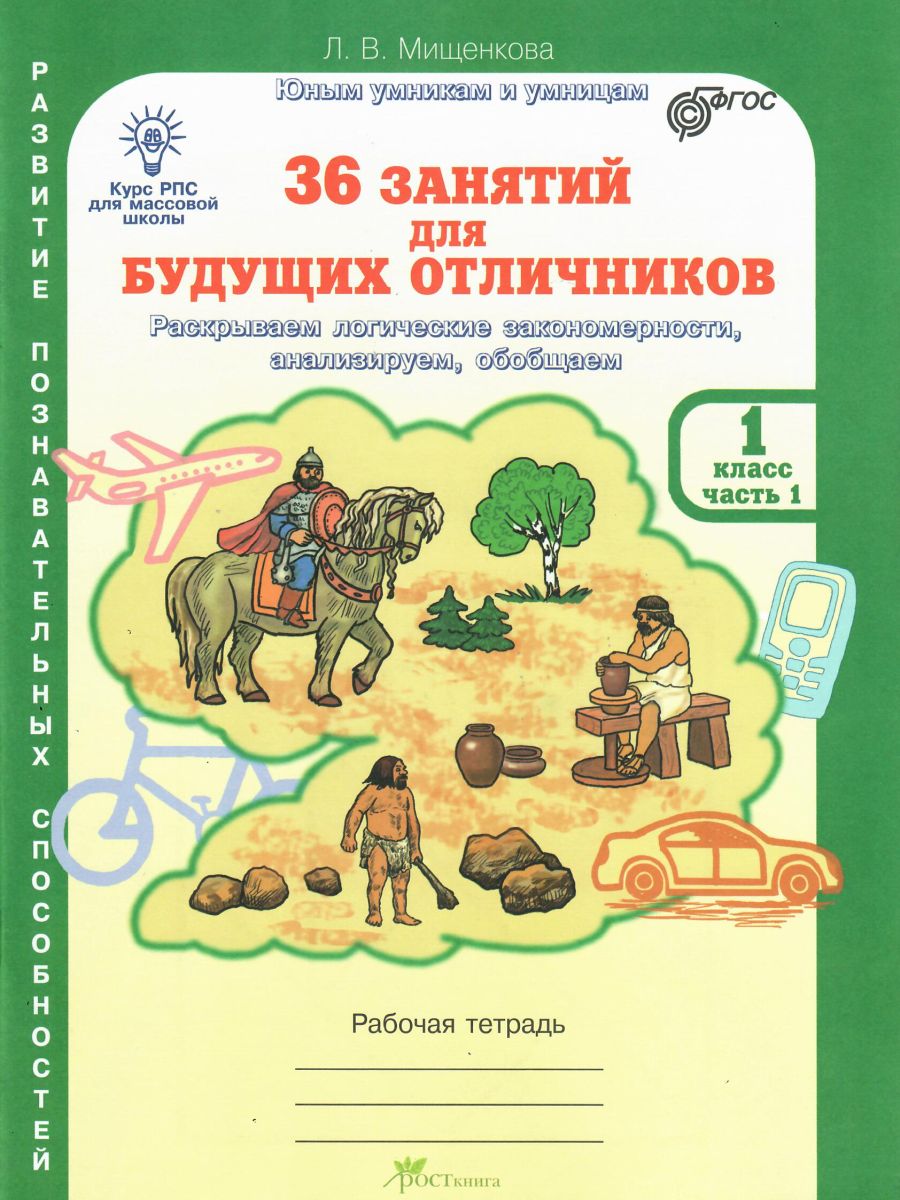 Л. В. Мищенкова
Юным умникам и умницам
ФГОС
Курс РПС
для массовой
школы
36 ЗАНЯТИЙ
для
БУДУЩИХ ОТЛИЧНИКОВ
Раскрываем логические закономерности,
анализируем, обобщаем
1
КЛАСС
ЧАСТЬ 1
РАЗВИТИЕ ПОЗНАВАТЕЛЬНЫХ СПОСОБНОСТЕЙ
Рабочая тетрадь
РОСТкнига